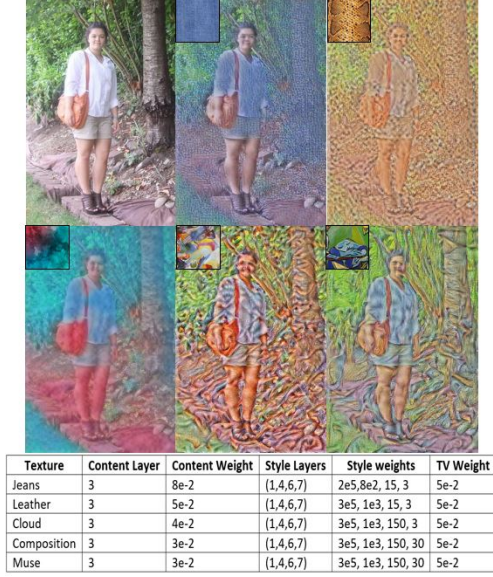 Texture Content Layer Content Weight Style Layers Style weights TV Weight
Jeans 3 8e-2 (1,4,6,7) 2e5,8e2, 15, 3 5e-2
Leather 3 5e-2 (1,4,6,7) 3e5, 1e3, 15, 3 5e-2
Cloud 3 4e-2 (1,4,6,7) 3e5, 1e3, 150, 3 5e-2
Composition 3 3e-2 (1,4,6,7) 3e5, 1e3, 150, 30 5e-2
Muse 3 3e-2 (1,4,6,7) 3e5, 1e3, 150, 30 5e-2